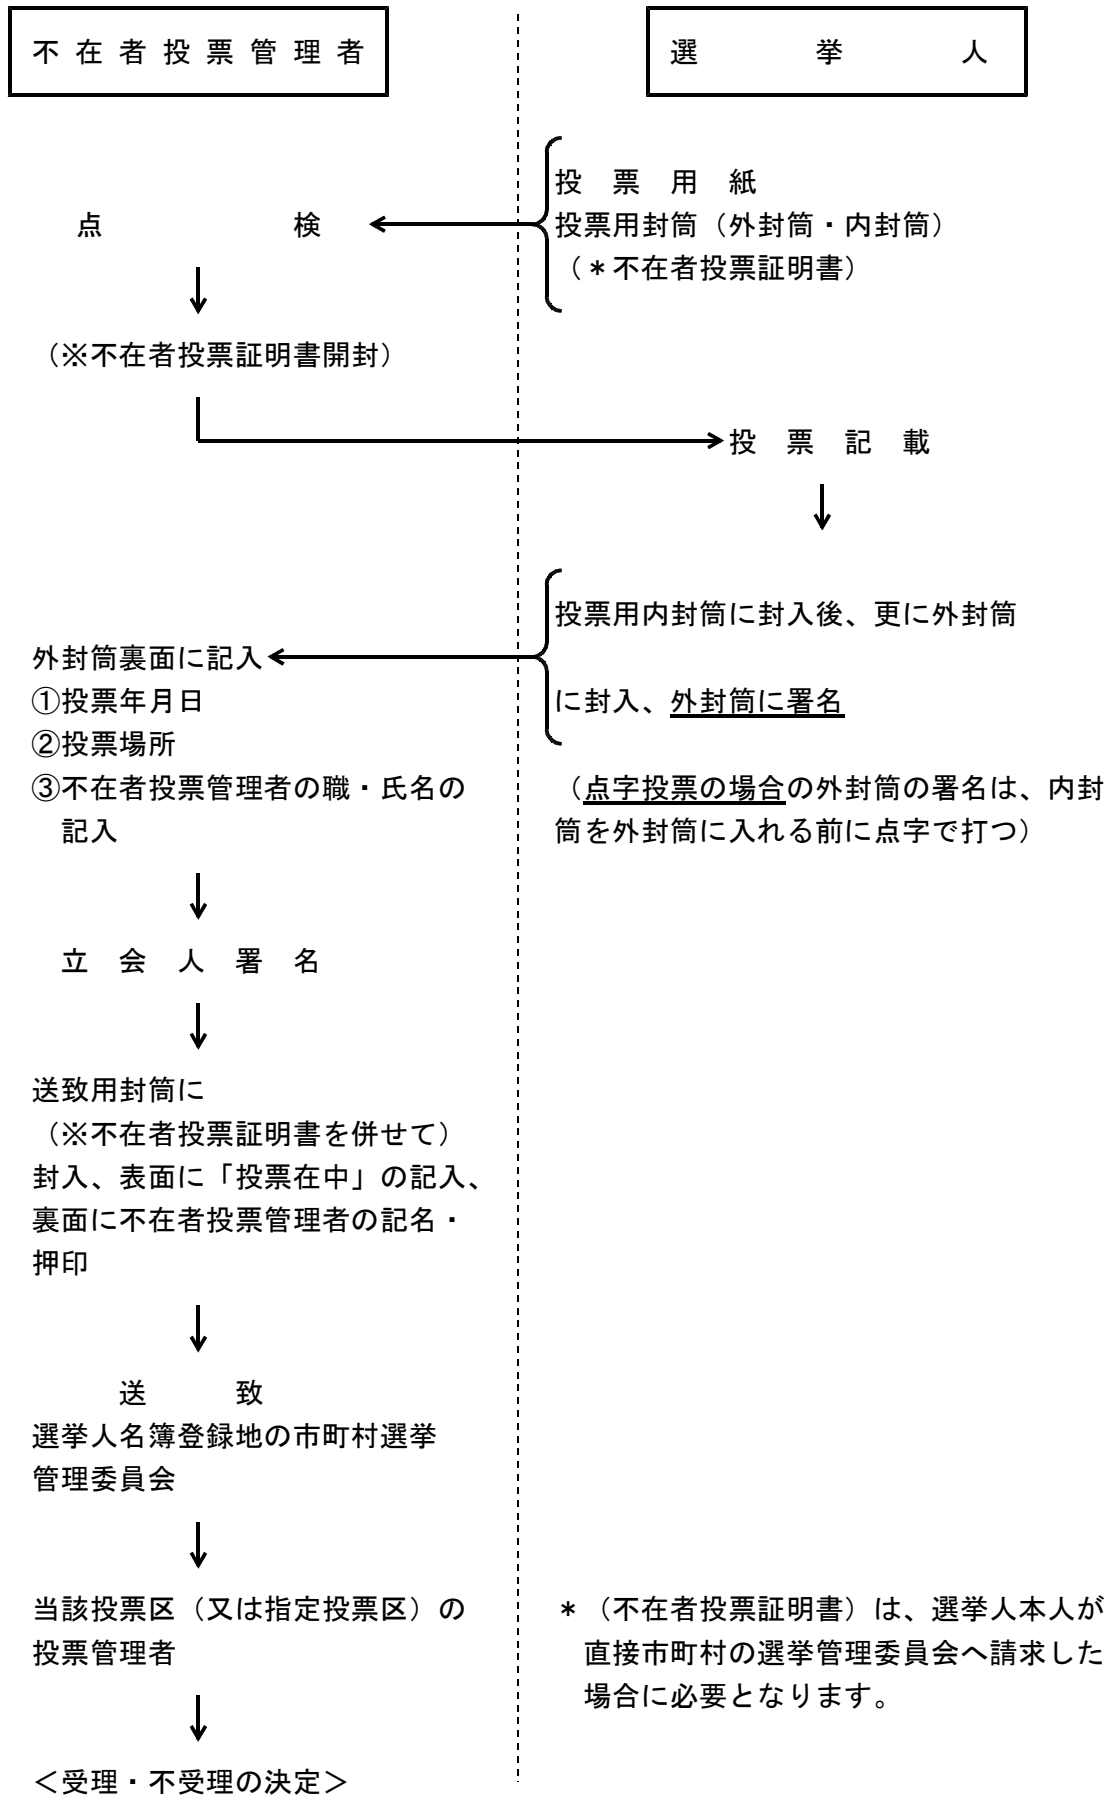 不在者投票管理者
選挙人
投票用紙
投票用封筒（外封筒・内封筒）
（＊不在者投票証明書）
点検
（※不在者投票証明書開封）
投票記載
投票用内封筒に封入後、更に外封筒
に封入、外封筒に署名
（点字投票の場合の外封筒の署名は、内封
筒を外封筒に入れる前に点字で打つ）
外封筒裏面に記入
①投票年月日
②投票場所
③不在者投票管理者の職・氏名の
記入
立会人署名
送致用封筒に
（※不在者投票証明書を併せて）
封入、表面に「投票在中」の記入、
裏面に不在者投票管理者の記名・
押印
送致
選挙人名簿登録地の市町村選挙
管理委員会
当該投票区（又は指定投票区）の
投票管理者
＜受理・不受理の決定＞
＊（不在者投票証明書）は、選挙人本人が
直接市町村の選挙管理委員会へ請求した
場合に必要となります。